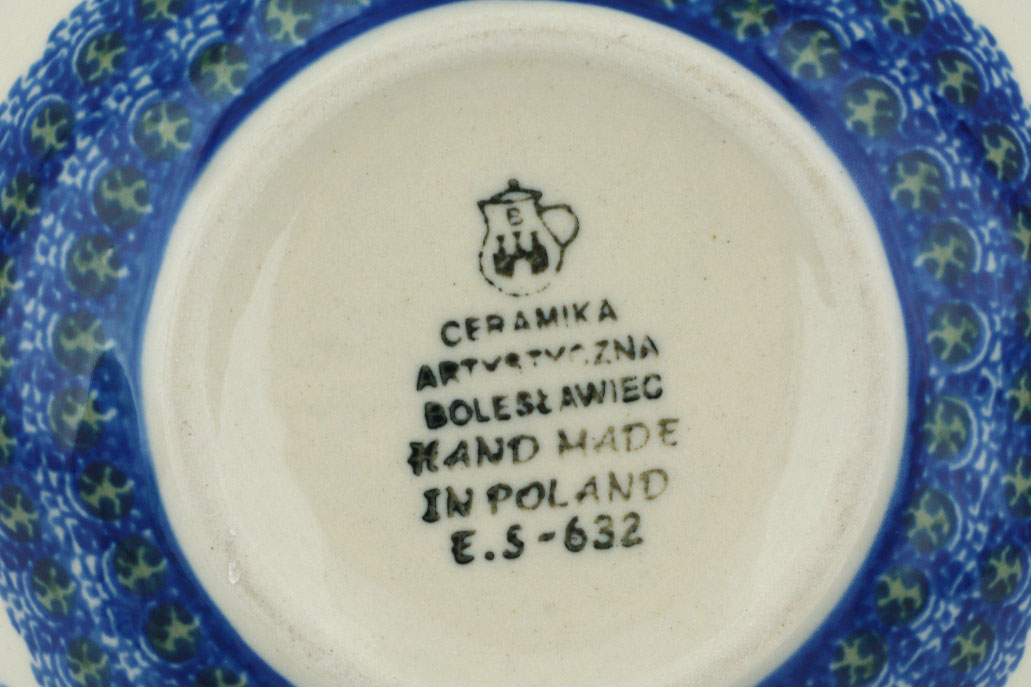 B
CERAMIKA
ARTYSTYCZNA
BOLESŁAWIEC
HAND MADE
IN POLAND
E.S-632